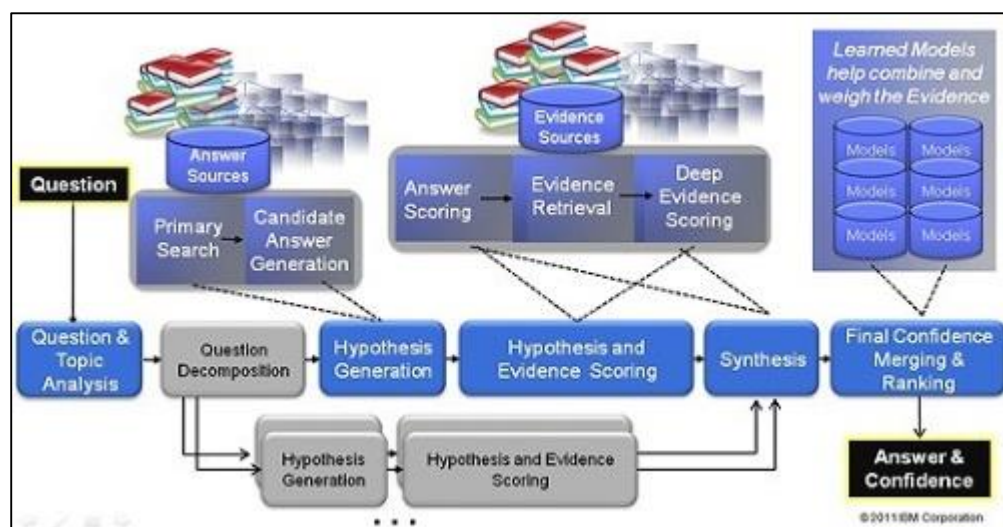 Learned Models
help combine and
weigh the Evidence
Answer
Sources
Evidence
Sources
Models
Models
Models
Models
Models
Models
Question
Primary
Search
Candidate
Answer
Generation
Answer
Scoring
Evidence
Retrieval
Deep
Evidence
Scoring
Question &
Topic
Analysis
Question
Decomposition
Hypothesis
Generation
Hypothesis and
Evidence Scoring
Synthesis
Final Confidence
Merging &
Ranking
Hypothesis
Generation
Hypothesis and Evidence
Scoring
. . .
Answer &
Confidence
©2011 IBM Corporation